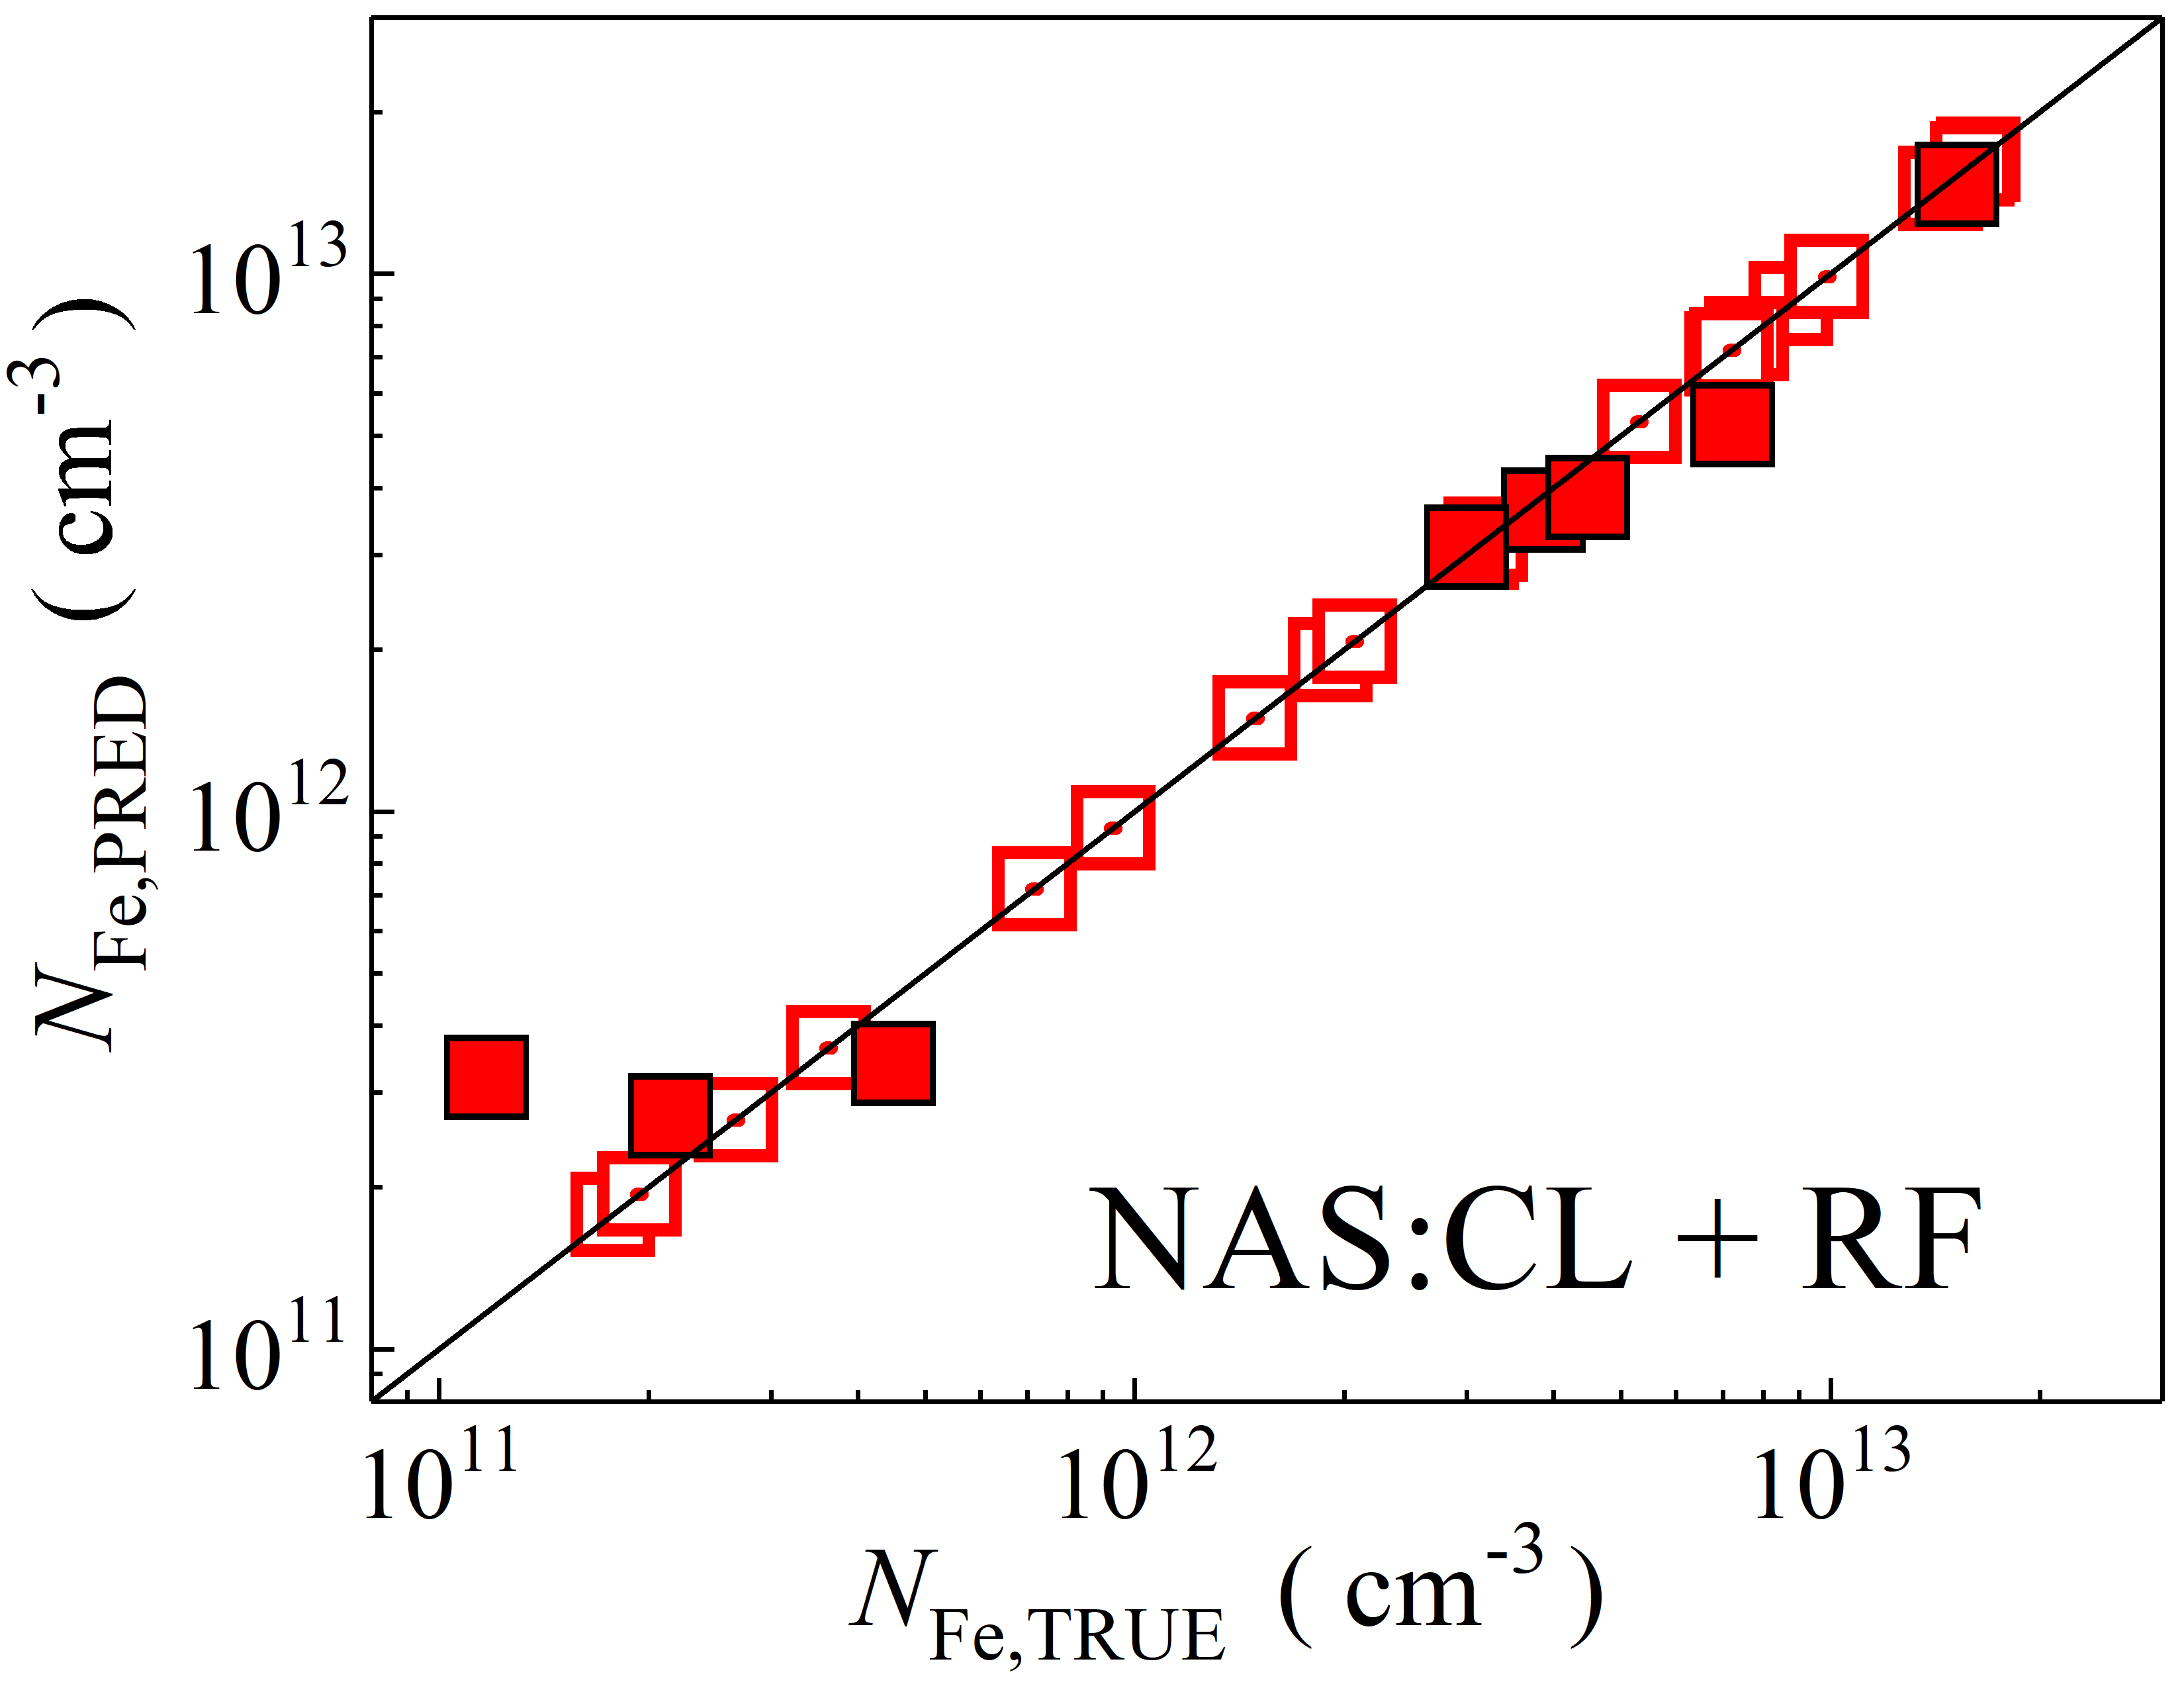 N_Fe,PRED ( cm^-3 )
10^13
10^12
10^11
NAS:CL + RF
10^11 10^12 10^13
N_Fe,TRUE ( cm^-3 )